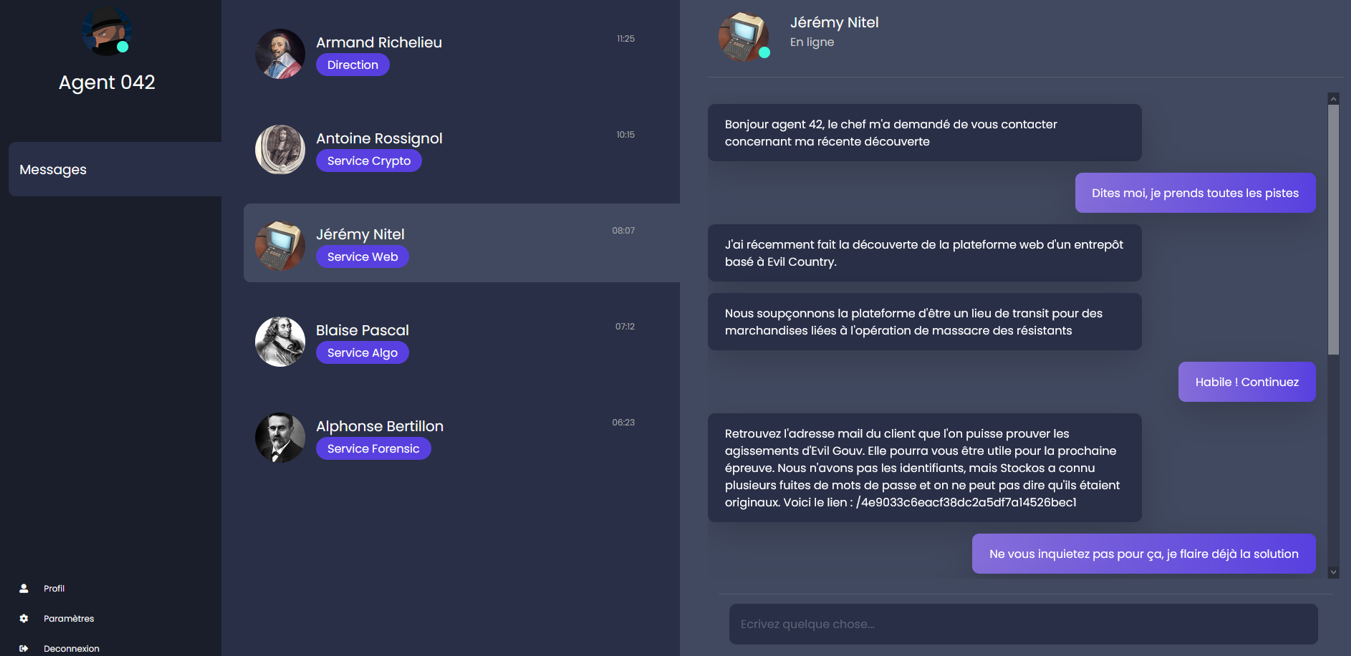 Agent 042
Messages
Profil
Paramètres
Deconnexion
Armand Richelieu
11:25
Direction
Antoine Rossignol
10:15
Service Crypto
Jérémy Nitel
08:07
Service Web
Blaise Pascal
07:12
Service Algo
Alphonse Bertillon
06:23
Service Forensic
Jérémy Nitel
En ligne
Bonjour agent 42, le chef m'a demandé de vous contacter
concernant ma récente découverte
Dites moi, je prends toutes les pistes
J'ai récemment fait la découverte de la plateforme web d'un entrepôt
basé à Evil Country.
Nous soupçonnons la plateforme d'être un lieu de transit pour des
marchandises liées à l'opération de massacre des résistants
Habile ! Continuez
Retrouvez l'adresse mail du client que l'on puisse prouver les
agissements d'Evil Gouv. Elle pourra vous être utile pour la prochaine
épreuve. Nous n'avons pas les identifiants, mais Stockos a connu
plusieurs fuites de mots de passe et on ne peut pas dire qu'ils étaient
originaux. Voici le lien : /4e9033c6eacf38dc2a5df7a14526bec1
Ne vous inquietez pas pour ça, je flaire déjà la solution
Ecrivez quelque chose...